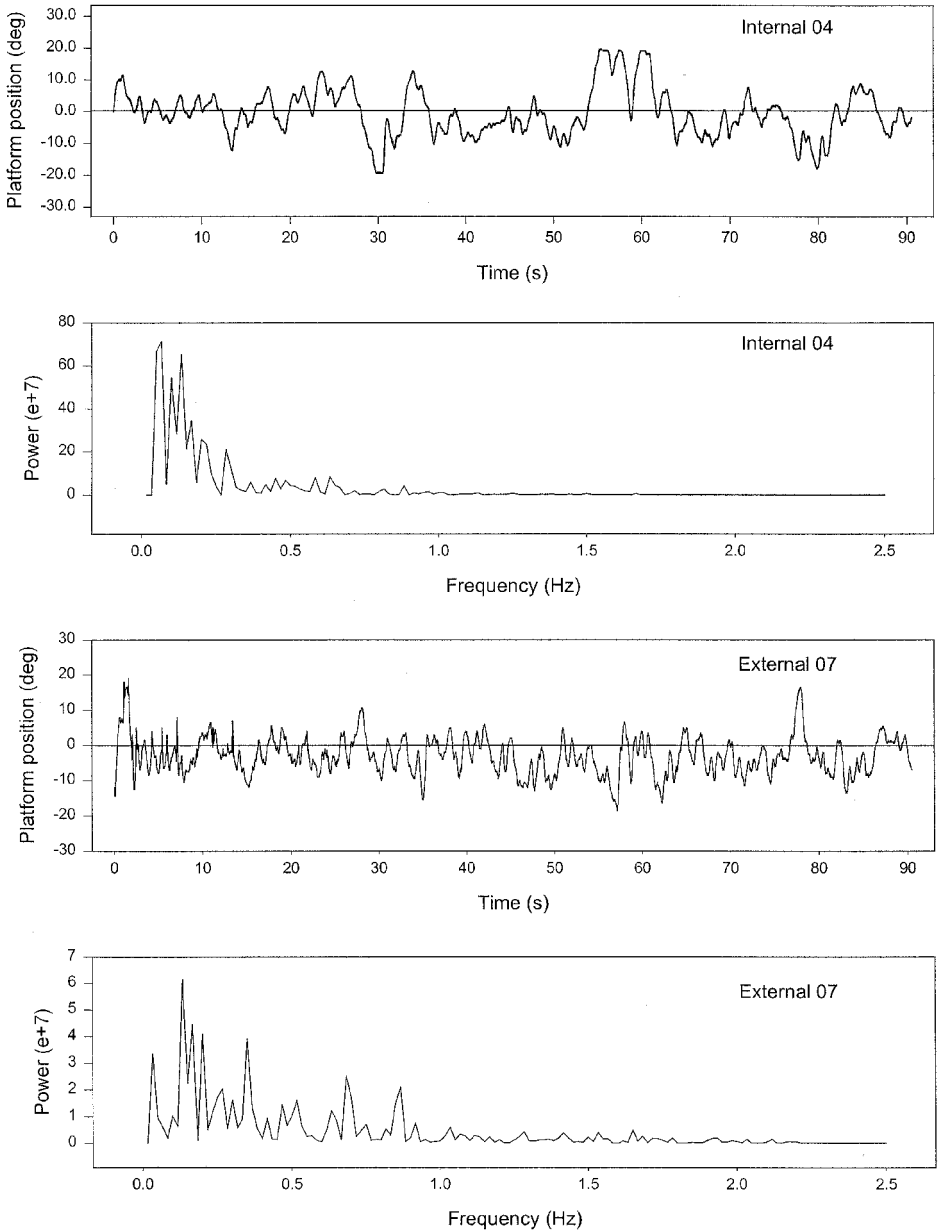 Platform position (deg)
30.0
20.0
10.0
0.0
-10.0
-20.0
-30.0
Internal 04
0 10 20 30 40 50 60 70 80 90
Time (s)
Power (e+7)
80
60
40
20
0
Internal 04
0.0 0.5 1.0 1.5 2.0 2.5
Frequency (Hz)
Platform position (deg)
30
20
10
0
-10
-20
-30
External 07
0 10 20 30 40 50 60 70 80 90
Time (s)
Power (e+7)
7
6
5
4
3
2
1
0
External 07
0.0 0.5 1.0 1.5 2.0 2.5
Frequency (Hz)